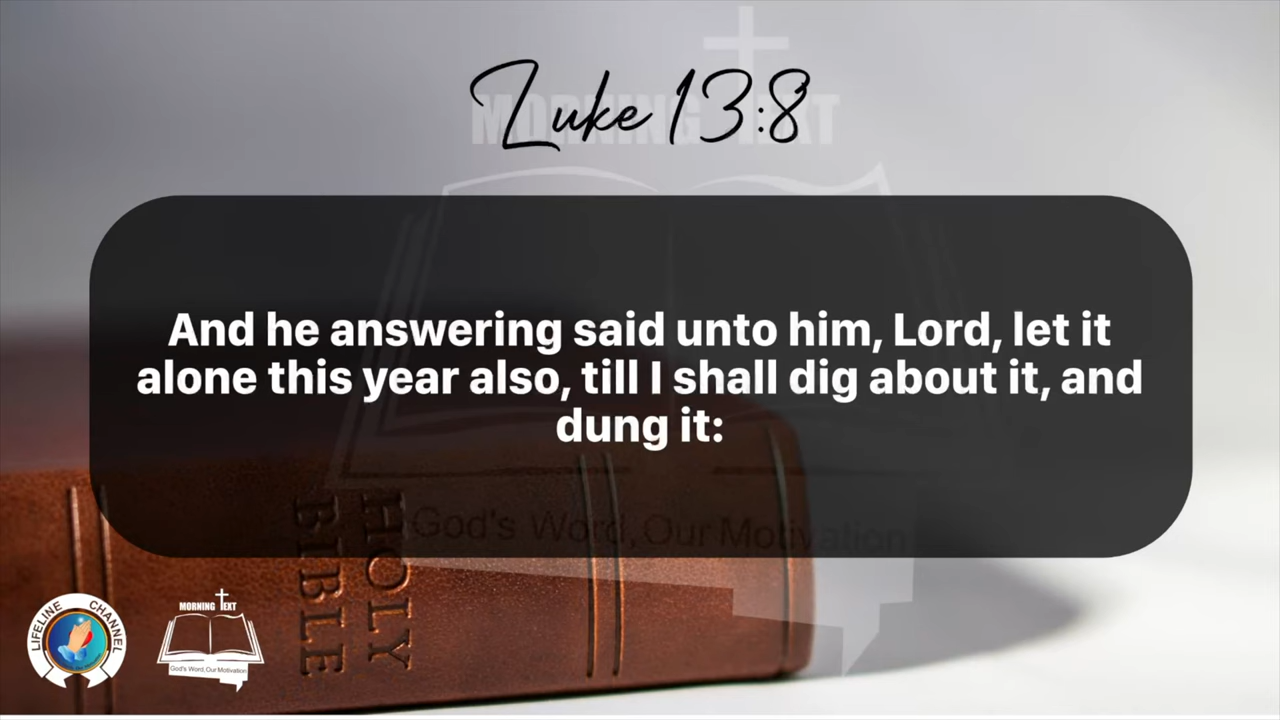 Luke 13:8
MORNING TEXT
And he answering said unto him, Lord, let it
alone this year also, till I shall dig about it, and
dung it:
God's Word, Our Motivation
HOLY
BIBLE
LIFELINE CHANNEL
MORNING TEXT
God's Word, Our Motivation